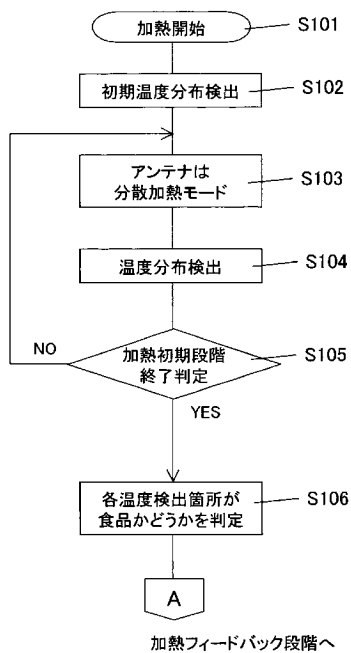 加熱開始 S101
初期温度分布検出 S102
アンテナは
分散加熱モード S103
温度分布検出 S104
加熱初期段階
終了判定 S105
NO
YES
各温度検出箇所が
食品かどうかを判定 S106
A
加熱フィードバック段階へ